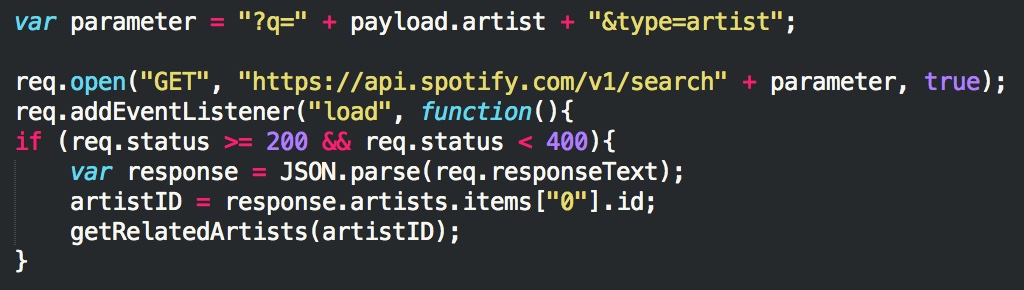 var parameter = "?q=" + payload.artist + "&type=artist";
req.open("GET", "https://api.spotify.com/v1/search" + parameter, true);
req.addEventListener("load", function(){
if (req.status >= 200 && req.status < 400){
    var response = JSON.parse(req.responseText);
    artistID = response.artists.items["0"].id;
    getRelatedArtists(artistID);
}